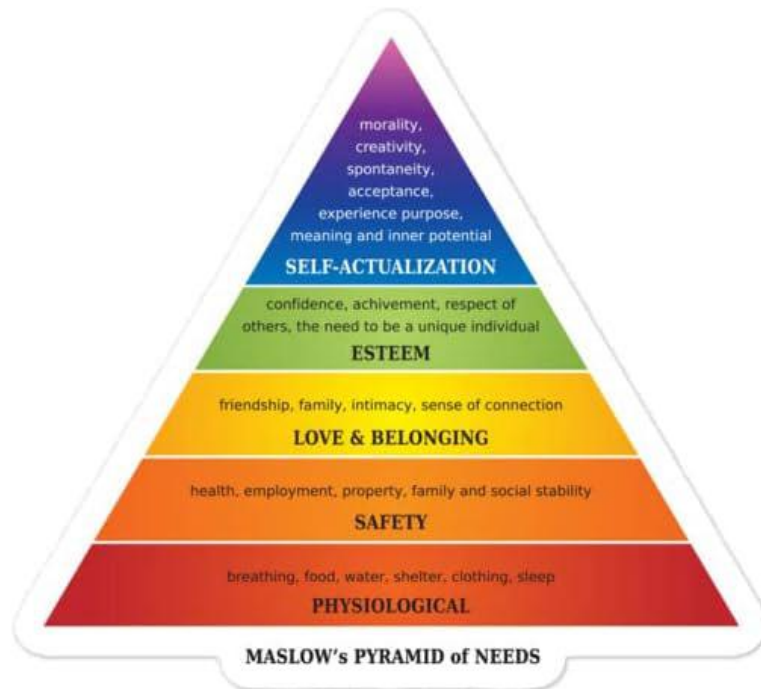 morality,
creativity,
spontaneity,
acceptance,
experience purpose,
meaning and inner potential
SELF-ACTUALIZATION
confidence, achivement, respect of
others, the need to be a unique individual
ESTEEM
friendship, family, intimacy, sense of connection
LOVE & BELONGING
health, employment, property, family and social stability
SAFETY
breathing, food, water, shelter, clothing, sleep
PHYSIOLOGICAL
MASLOW's PYRAMID of NEEDS